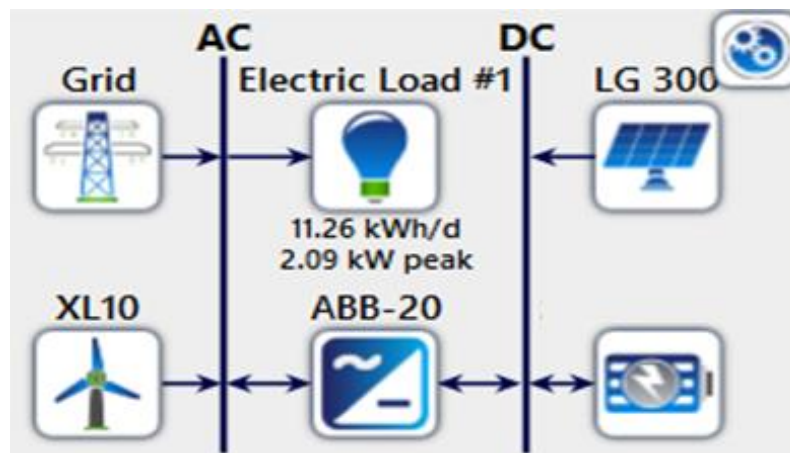 AC DC
Grid Electric Load #1 LG 300
11.26 kWh/d
2.09 kW peak
XL10 ABB-20